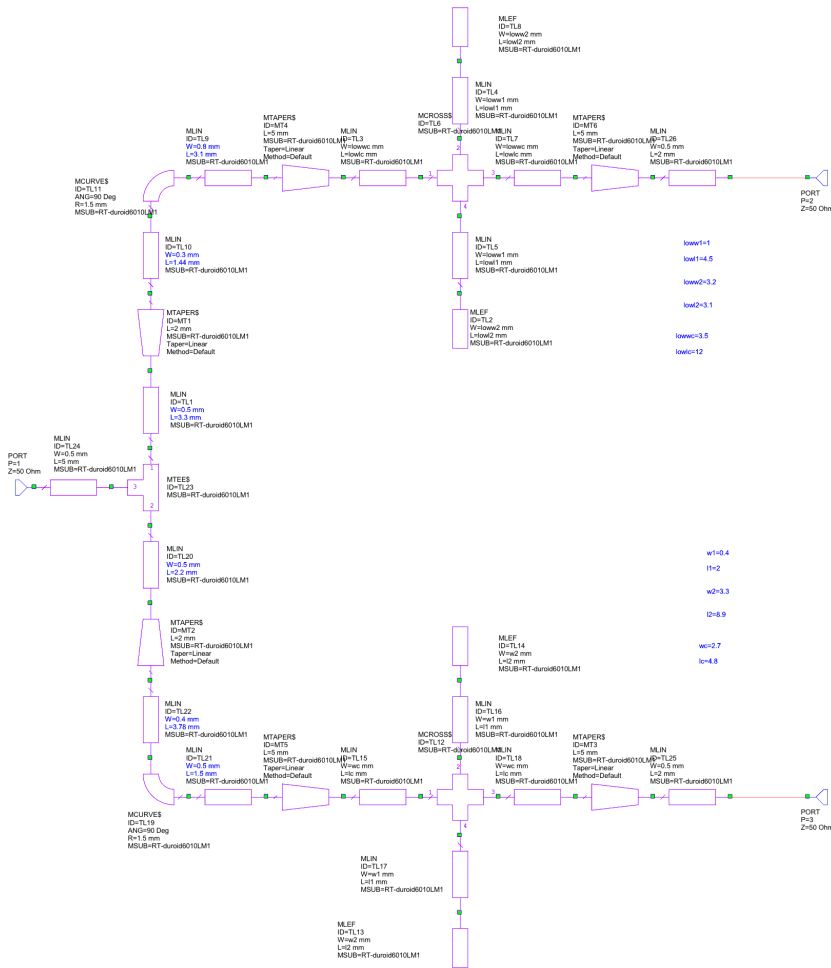 MLEF
ID=TL8
W=loww2 mm
L=lowl2 mm
MSUB=RT-duroid6010LM1
MLIN
ID=TL4
W=loww1 mm
L=lowl1 mm
MSUB=RT-duroid6010LM1
MCROSS$
ID=TL6
MSUB=RT-duroid6010LM1
2
1
3
4
MLIN
ID=TL9
W=0.8 mm
L=3.1 mm
MSUB=RT-duroid6010LM1
MTAPER$
ID=MT4
L=5 mm
MSUB=RT-duroid6010LM1
Taper=Linear
Method=Default
MLIN
ID=TL3
W=lowwc mm
L=lowlc mm
MSUB=RT-duroid6010LM1
MLIN
ID=TL7
W=lowwc mm
L=lowlc mm
MSUB=RT-duroid6010LM1
MTAPER$
ID=MT6
L=5 mm
MSUB=RT-duroid6010LM1
Taper=Linear
Method=Default
MLIN
ID=TL26
W=0.5 mm
L=2 mm
MSUB=RT-duroid6010LM1
PORT
P=2
Z=50 Ohm
MCURVE$
ID=TL11
ANG=90 Deg
R=1.5 mm
MSUB=RT-duroid6010LM1
MLIN
ID=TL10
W=0.3 mm
L=1.44 mm
MSUB=RT-duroid6010LM1
MLIN
ID=TL5
W=loww1 mm
L=lowl1 mm
MSUB=RT-duroid6010LM1
loww1=1
lowl1=4.5
loww2=3.2
lowl2=3.1
lowwc=3.5
lowlc=12
MTAPER$
ID=MT1
L=2 mm
MSUB=RT-duroid6010LM1
Taper=Linear
Method=Default
MLEF
ID=TL2
W=loww2 mm
L=lowl2 mm
MSUB=RT-duroid6010LM1
MLIN
ID=TL1
W=0.5 mm
L=3.3 mm
MSUB=RT-duroid6010LM1
PORT
P=1
Z=50 Ohm
MLIN
ID=TL24
W=0.5 mm
L=5 mm
MSUB=RT-duroid6010LM1
1
3
2
MTEE$
ID=TL23
MSUB=RT-duroid6010LM1
MLIN
ID=TL20
W=0.5 mm
L=2.2 mm
MSUB=RT-duroid6010LM1
w1=0.4
l1=2
w2=3.3
l2=8.9
wc=2.7
lc=4.8
MTAPER$
ID=MT2
L=2 mm
MSUB=RT-duroid6010LM1
Taper=Linear
Method=Default
MLEF
ID=TL14
W=w2 mm
L=l2 mm
MSUB=RT-duroid6010LM1
MLIN
ID=TL22
W=0.4 mm
L=3.78 mm
MSUB=RT-duroid6010LM1
MLIN
ID=TL16
W=w1 mm
L=l1 mm
MSUB=RT-duroid6010LM1
MCROSS$
ID=TL12
MSUB=RT-duroid6010LM1
2
1
3
4
MLIN
ID=TL21
W=0.5 mm
L=1.5 mm
MSUB=RT-duroid6010LM1
MTAPER$
ID=MT5
L=5 mm
MSUB=RT-duroid6010LM1
Taper=Linear
Method=Default
MLIN
ID=TL15
W=wc mm
L=lc mm
MSUB=RT-duroid6010LM1
MLIN
ID=TL18
W=wc mm
L=lc mm
MSUB=RT-duroid6010LM1
MTAPER$
ID=MT3
L=5 mm
MSUB=RT-duroid6010LM1
Taper=Linear
Method=Default
MLIN
ID=TL25
W=0.5 mm
L=2 mm
MSUB=RT-duroid6010LM1
PORT
P=3
Z=50 Ohm
MCURVE$
ID=TL19
ANG=90 Deg
R=1.5 mm
MSUB=RT-duroid6010LM1
MLIN
ID=TL17
W=w1 mm
L=l1 mm
MSUB=RT-duroid6010LM1
MLEF
ID=TL13
W=w2 mm
L=l2 mm
MSUB=RT-duroid6010LM1